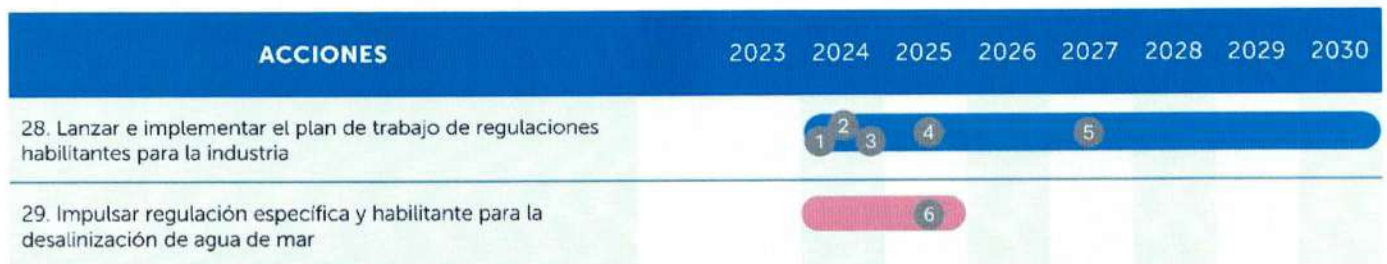 ACCIONES 2023 2024 2025 2026 2027 2028 2029 2030
28. Lanzar e implementar el plan de trabajo de regulaciones
habilitantes para la industria
1 2 3 4 5
29. Impulsar regulación específica y habilitante para la
desalinización de agua de mar
6